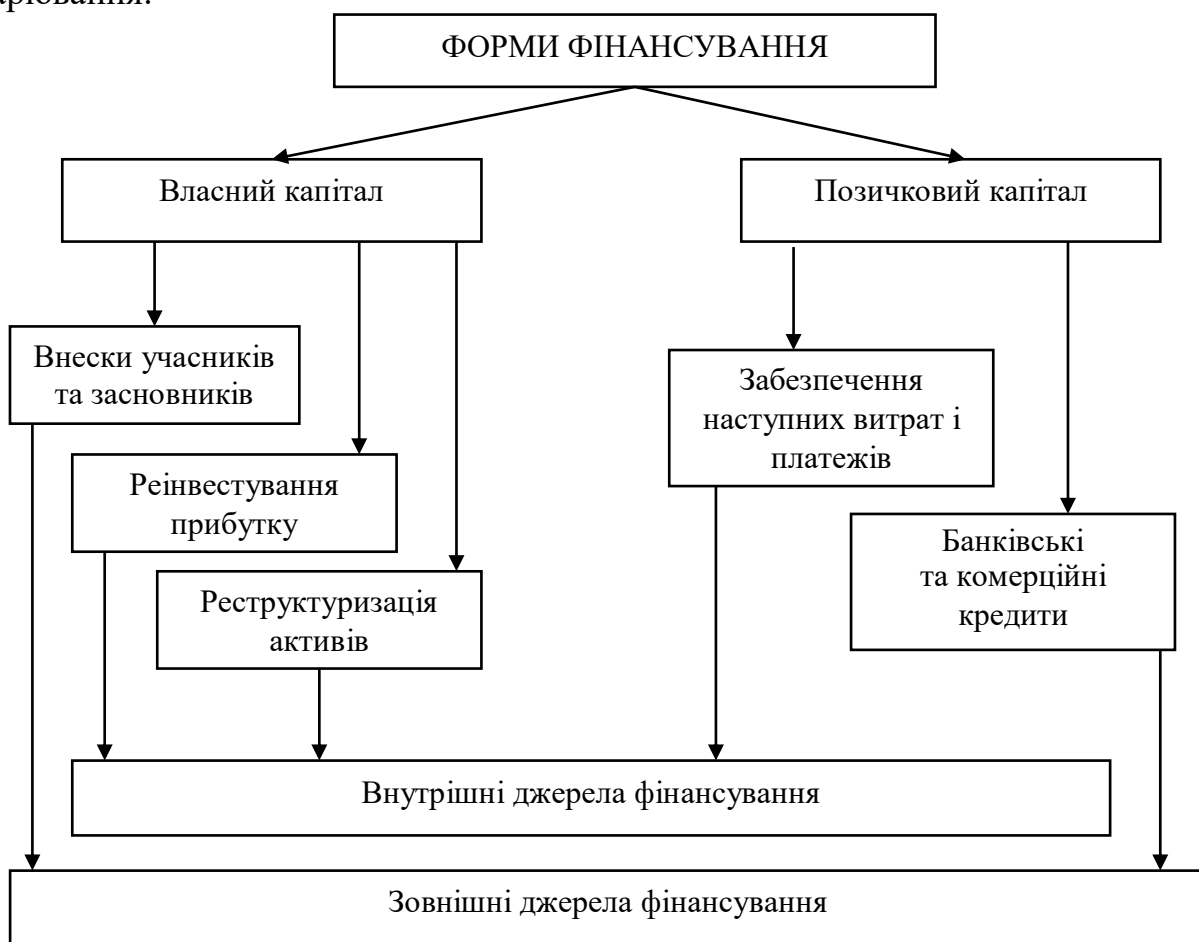 ФОРМИ ФІНАНСУВАННЯ
Власний капітал
Позичковий капітал
Внески учасників
та засновників
Забезпечення
наступних витрат і
платежів
Реінвестування
прибутку
Банківські
та комерційні
кредити
Реструктуризація
активів
Внутрішні джерела фінансування
Зовнішні джерела фінансування